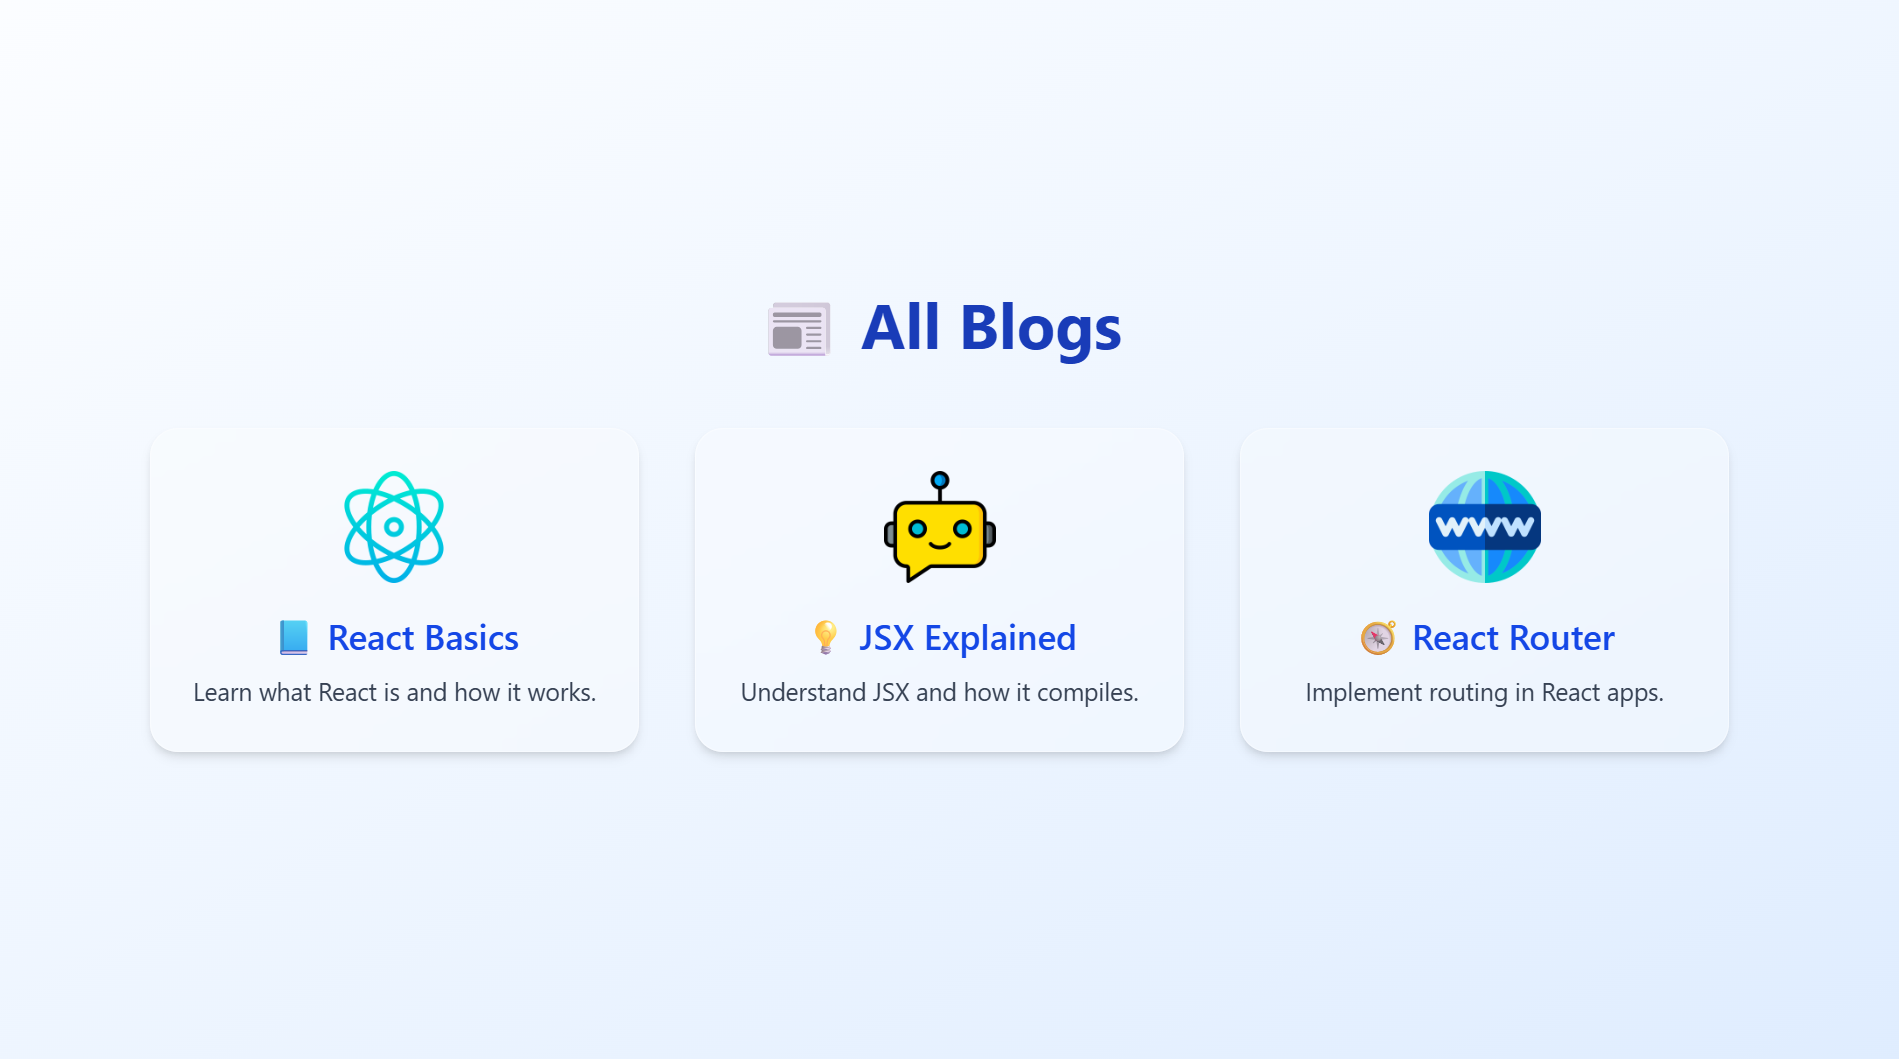 📰 All Blogs
www
📘 React Basics
Learn what React is and how it works.
💡 JSX Explained
Understand JSX and how it compiles.
🧭 React Router
Implement routing in React apps.